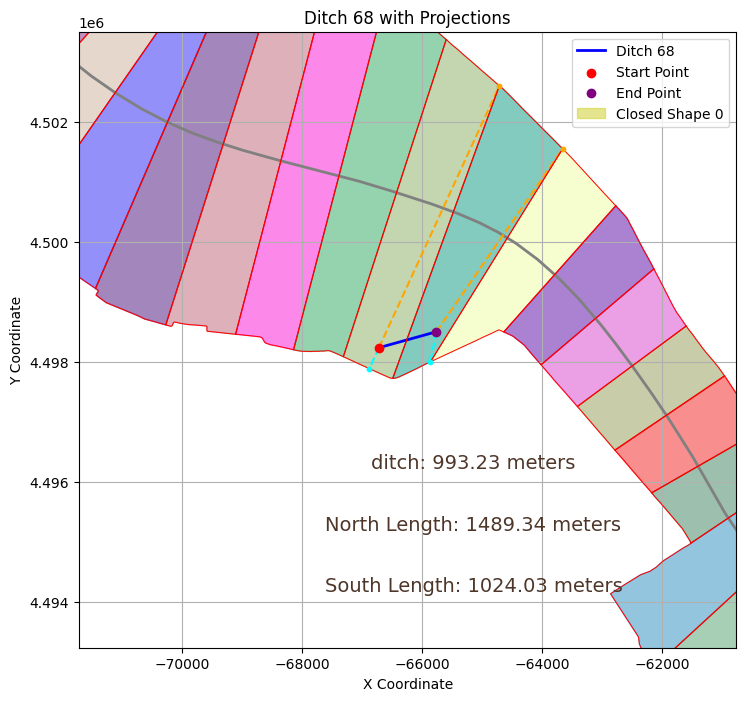 Ditch 68 with Projections
1e6
Ditch 68
Start Point
End Point
Closed Shape 0
4.502
4.500
4.498
4.496
4.494
Y Coordinate
ditch: 993.23 meters
North Length: 1489.34 meters
South Length: 1024.03 meters
−70000 −68000 −66000 −64000 −62000
X Coordinate